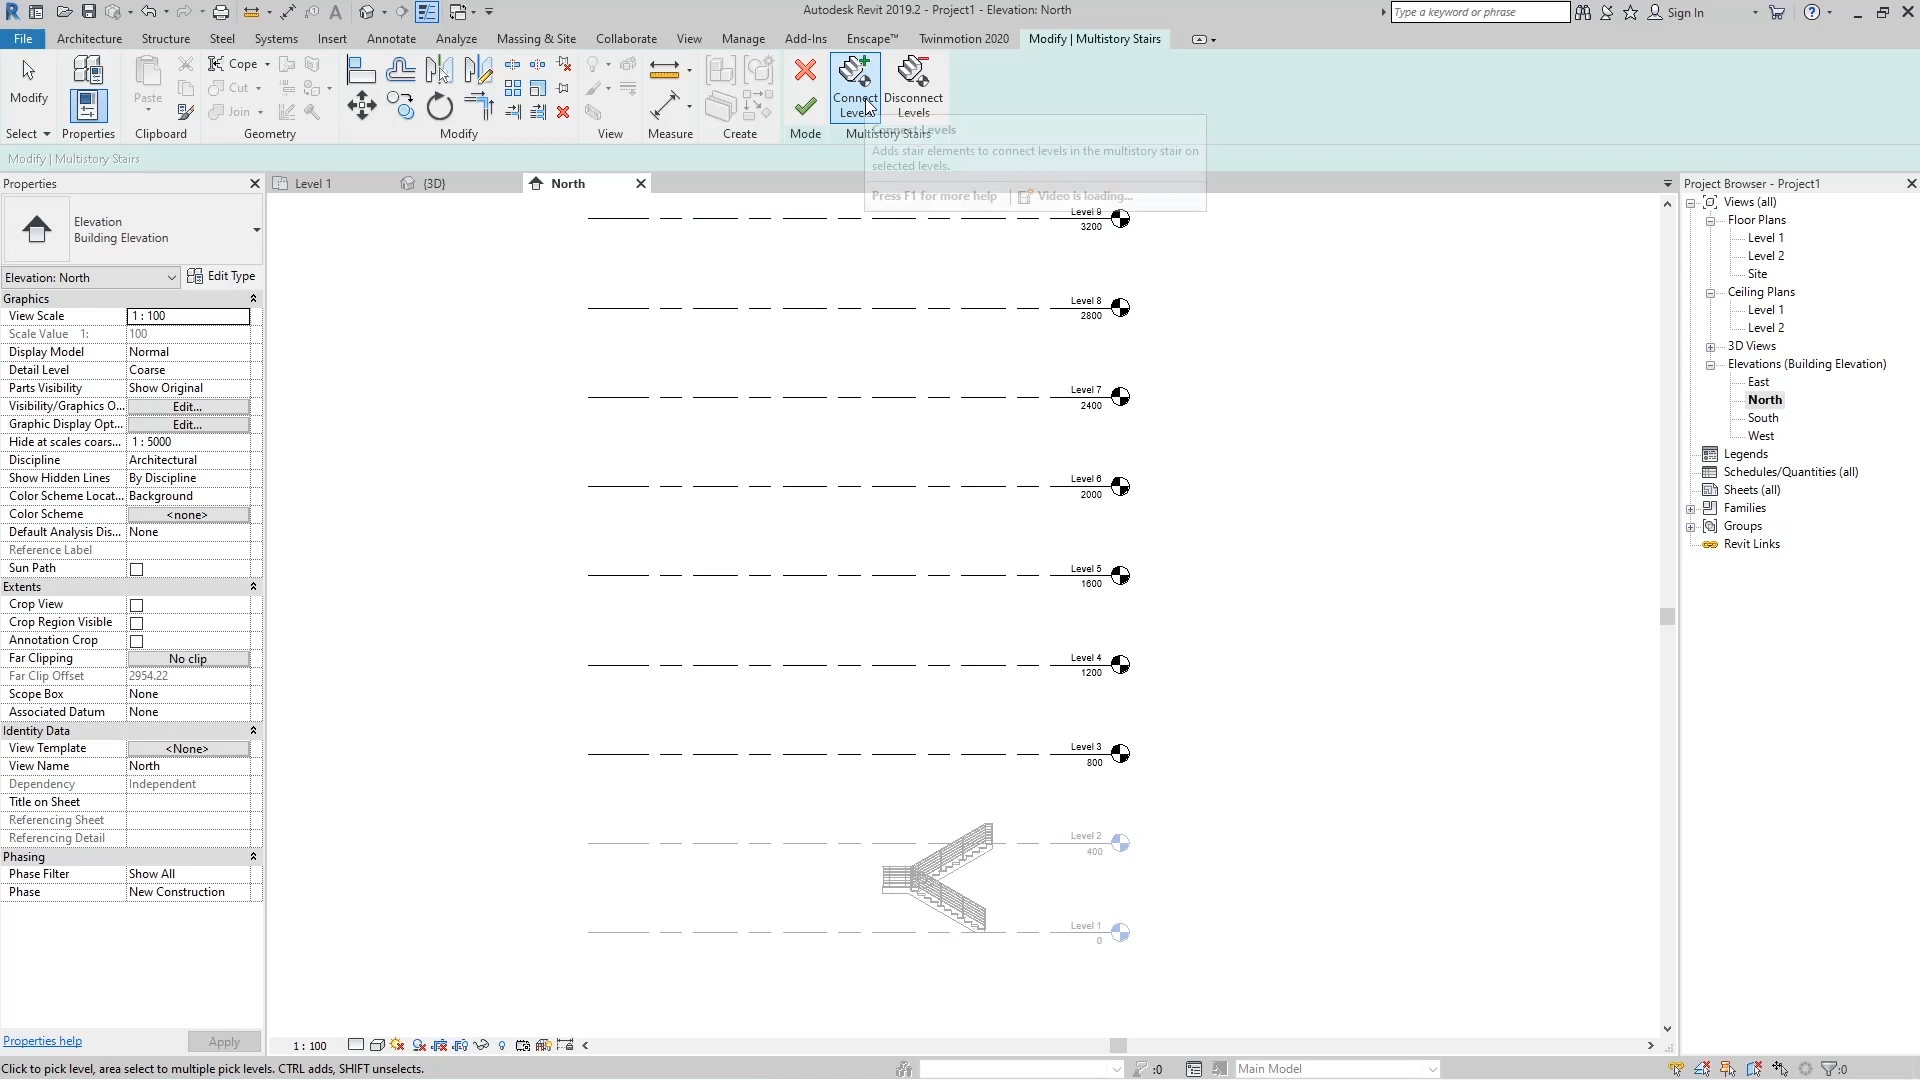 Autodesk Revit 2019.2 - Project1 - Elevation: North
Type a keyword or phrase
Sign In
File
Architecture
Structure
Steel
Systems
Insert
Annotate
Analyze
Massing & Site
Collaborate
View
Manage
Add-Ins
Enscape™
Twinmotion 2020
Modify | Multistory Stairs
Modify
Paste
Cope
Cut
Join
Connect
Levels
Disconnect
Levels
Select
Properties
Clipboard
Geometry
Modify
View
Measure
Create
Mode
Multistory Stairs
Connect Levels
Adds stair elements to connect levels in the multistory stair on
selected levels.
Press F1 for more help
Video is loading...
Modify | Multistory Stairs
Properties
Level 1
{3D}
North
Project Browser - Project1
Elevation
Building Elevation
Elevation: North
Edit Type
Graphics
View Scale 1 : 100
Scale Value 1: 100
Display Model Normal
Detail Level Coarse
Parts Visibility Show Original
Visibility/Graphics O... Edit...
Graphic Display Opt... Edit...
Hide at scales coars... 1 : 5000
Discipline Architectural
Show Hidden Lines By Discipline
Color Scheme Locat... Background
Color Scheme <none>
Default Analysis Dis... None
Reference Label
Sun Path
Extents
Crop View
Crop Region Visible
Annotation Crop
Far Clipping No clip
Far Clip Offset 2954.22
Scope Box None
Associated Datum None
Identity Data
View Template <None>
View Name North
Dependency Independent
Title on Sheet
Referencing Sheet
Referencing Detail
Phasing
Phase Filter Show All
Phase New Construction
Properties help
Apply
Level 9
3200
Level 8
2800
Level 7
2400
Level 6
2000
Level 5
1600
Level 4
1200
Level 3
800
Level 2
400
Level 1
0
Views (all)
Floor Plans
Level 1
Level 2
Site
Ceiling Plans
Level 1
Level 2
3D Views
Elevations (Building Elevation)
East
North
South
West
Legends
Schedules/Quantities (all)
Sheets (all)
Families
Groups
Revit Links
1 : 100
Click to pick level, area select to multiple pick levels. CTRL adds, SHIFT unselects.
:0
Main Model
:0